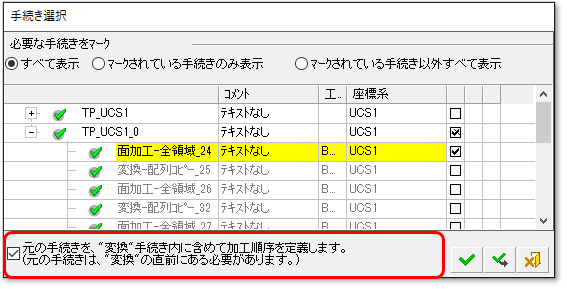 手続き選択
必要な手続きをマーク
すべて表示 マークされている手続きのみ表示 マークされている手続き以外すべて表示
コメント 工.. 座標系
TP_UCS1 テキストなし UCS1
TP_UCS1_0 テキストなし UCS1
面加工-全領域_24 テキストなし B... UCS1
変換-配列コピー_25 テキストなし UCS1
面加工-全領域_26 テキストなし B... UCS1
変換-配列コピー_32 テキストなし UCS1
面加工-全領域_27 テキストなし B... UCS1
元の手続きを、"変換"手続き内に含めて加工順序を定義します。
(元の手続きは、"変換"の直前にある必要があります。)